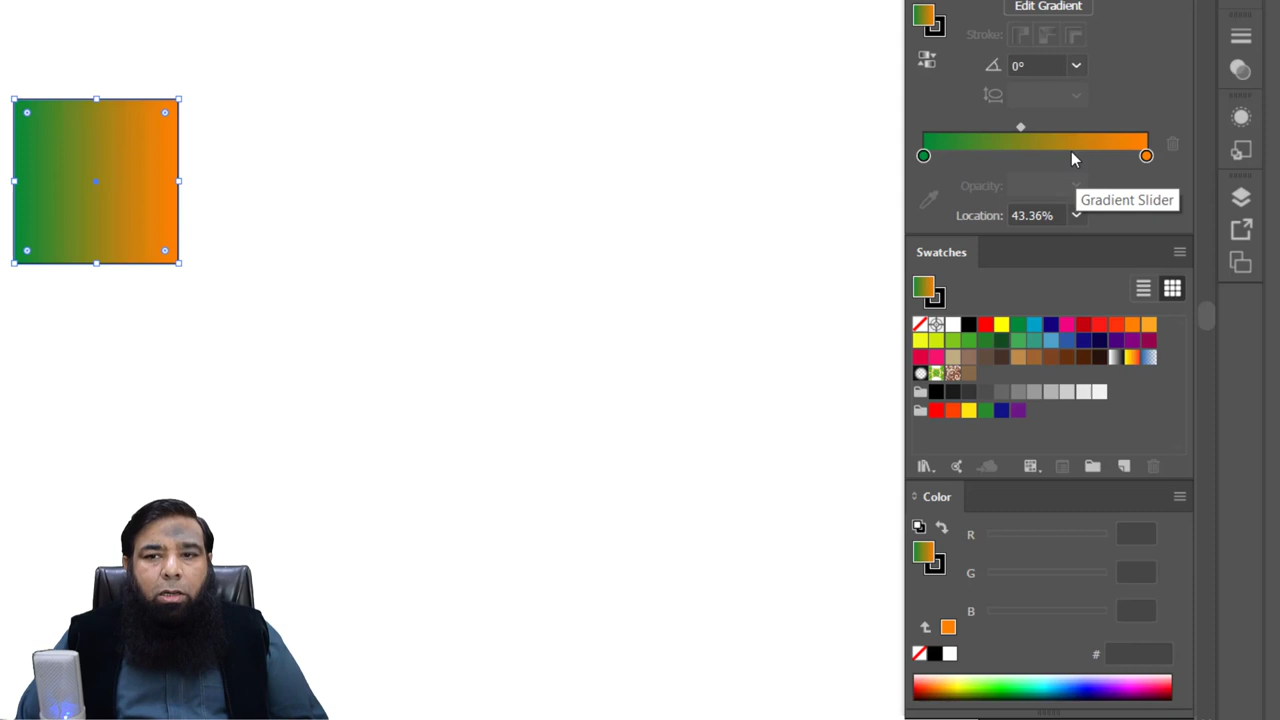 Edit Gradient
Stroke:
0°
Opacity:
Gradient Slider
Location: 43.36%
Swatches
Color
R
G
B
#